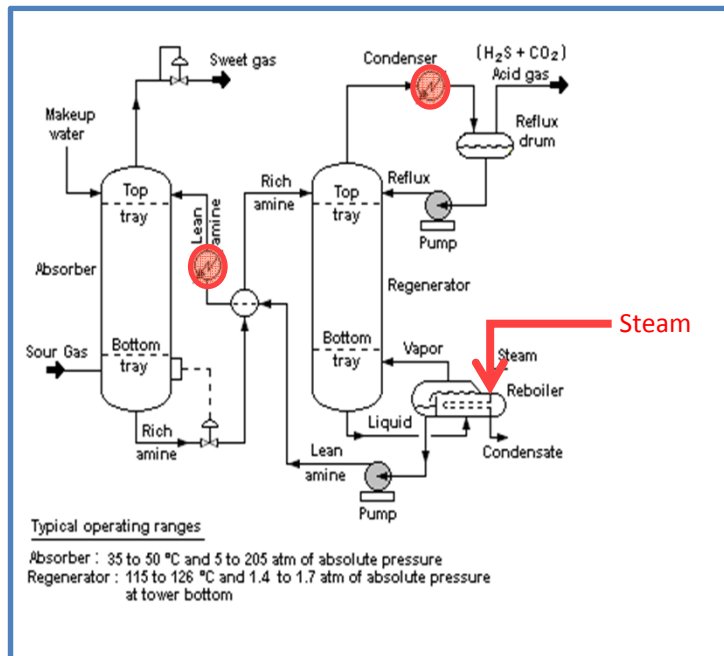 Sweet gas
Condenser
(H₂S + CO₂)
Acid gas
Makeup
water
Reflux
drum
Top
tray
Lean
amine
Rich
amine
Top
tray
Reflux
Pump
Absorber
Regenerator
Steam
Sour Gas
Bottom
tray
Bottom
tray
Vapor
Steam
Reboiler
Rich
amine
Liquid
Condensate
Lean
amine
Pump
Typical operating ranges
Absorber : 35 to 50 °C and 5 to 205 atm of absolute pressure
Regenerator : 115 to 126 °C and 1.4 to 1.7 atm of absolute pressure
at tower bottom